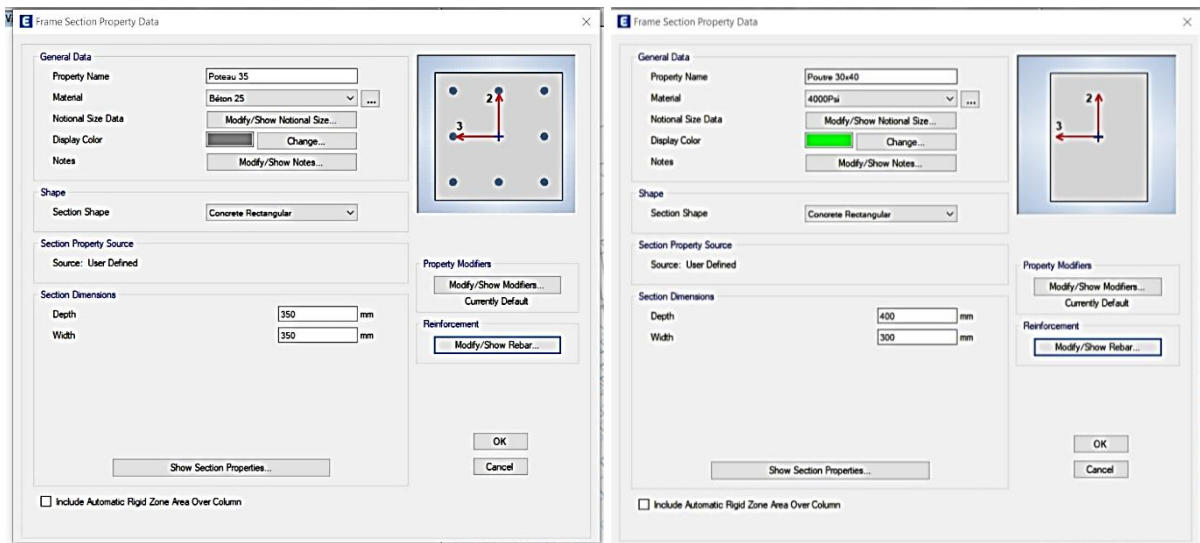 Frame Section Property Data
General Data
Property Name Poteau 35
Material Béton 25 ...
Notional Size Data Modify/Show Notional Size...
Display Color Change...
Notes Modify/Show Notes...
2
3
Shape
Section Shape Concrete Rectangular
Section Property Source
Source: User Defined
Property Modifiers
Modify/Show Modifiers...
Currently Default
Section Dimensions
Depth 350 mm
Width 350 mm
Reinforcement
Modify/Show Rebar...
OK
Show Section Properties...
Cancel
Include Automatic Rigid Zone Area Over Column
Frame Section Property Data
General Data
Property Name Poutre 30x40
Material 4000Psi ...
Notional Size Data Modify/Show Notional Size...
Display Color Change...
Notes Modify/Show Notes...
2
3
Shape
Section Shape Concrete Rectangular
Section Property Source
Source: User Defined
Property Modifiers
Modify/Show Modifiers...
Currently Default
Section Dimensions
Depth 400 mm
Width 300 mm
Reinforcement
Modify/Show Rebar...
OK
Show Section Properties...
Cancel
Include Automatic Rigid Zone Area Over Column